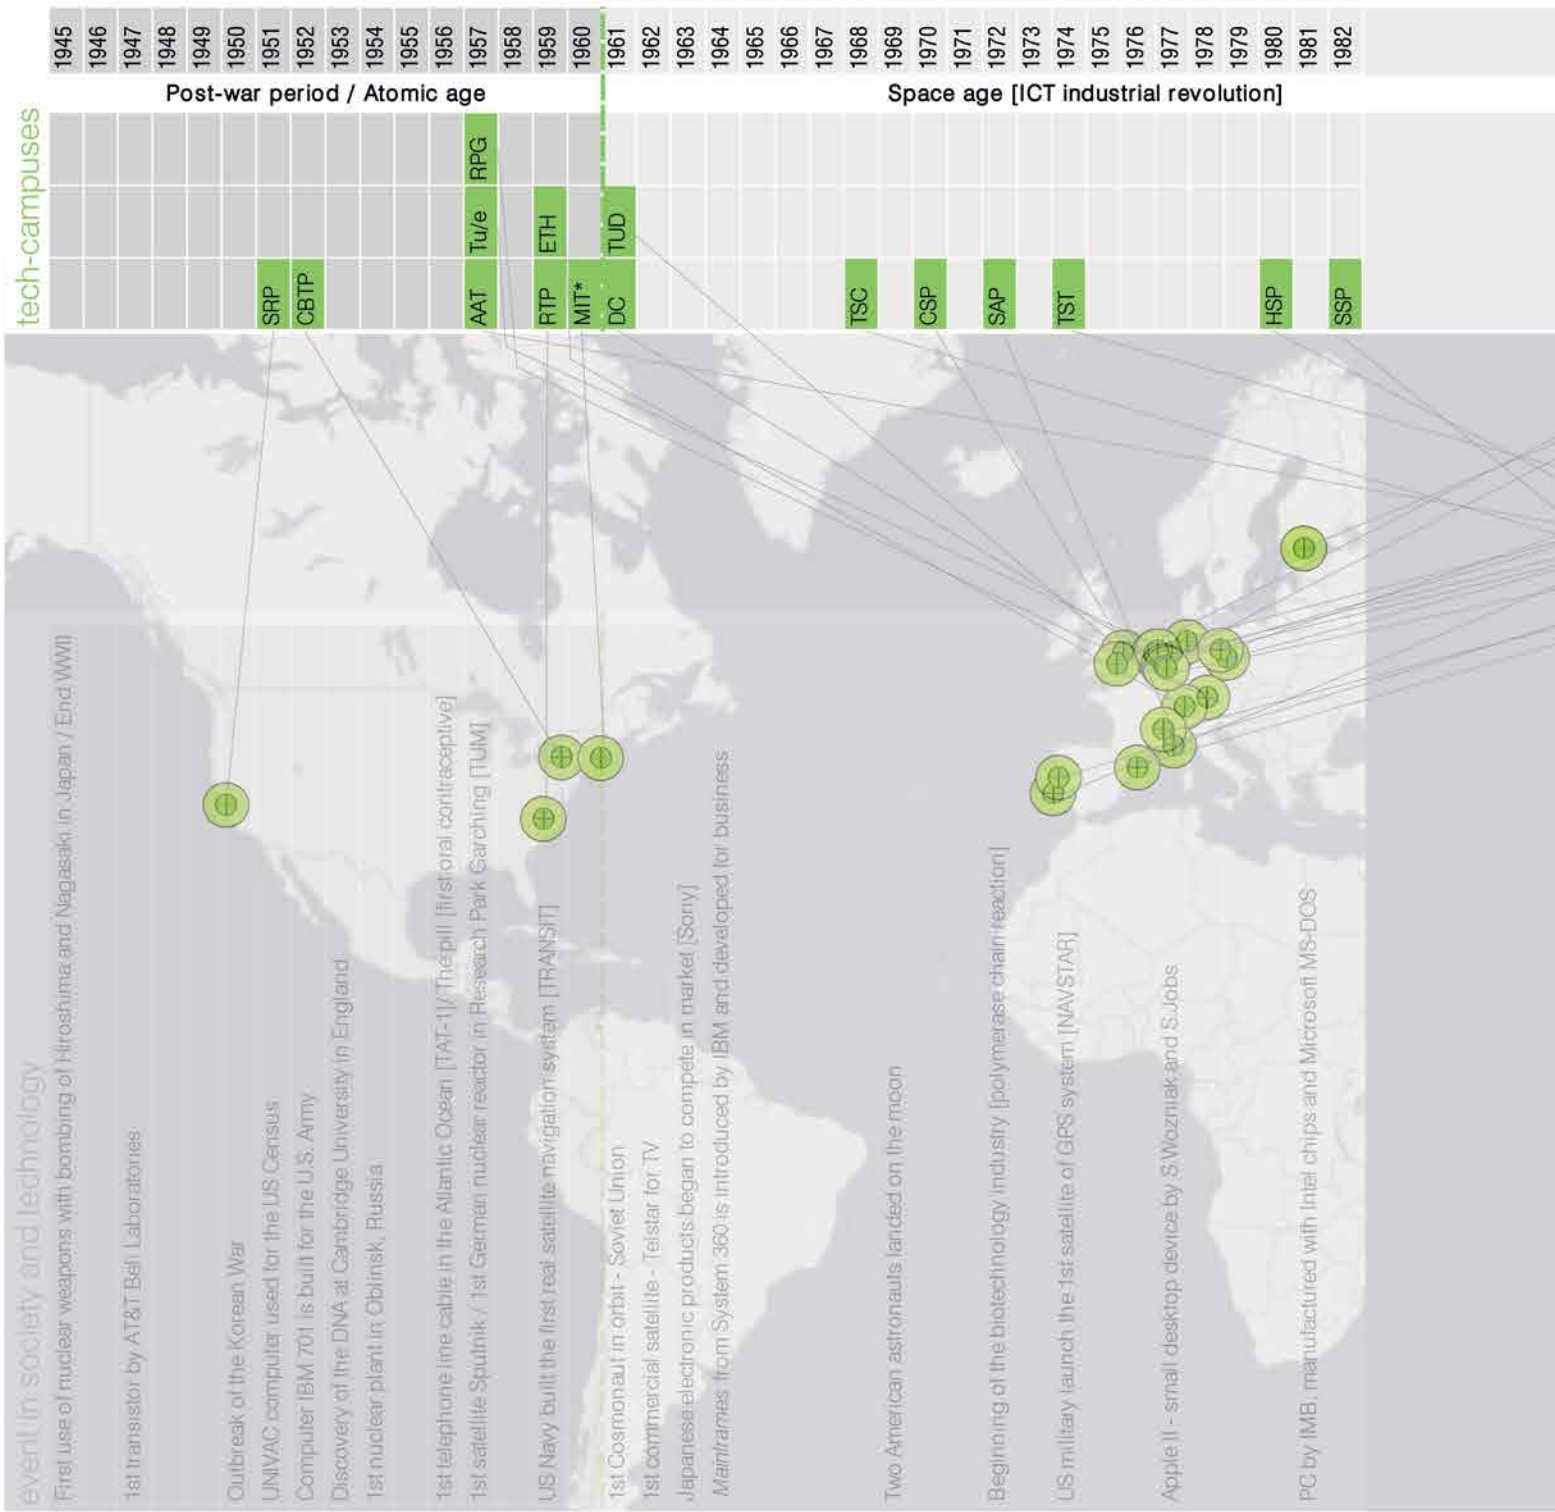 1945
1946
1947
1948
1949
1950
1951
1952
1953
1954
1955
1956
1957
1958
1959
1960
1961
1962
1963
1964
1965
1966
1967
1968
1969
1970
1971
1972
1973
1974
1975
1976
1977
1978
1979
1980
1981
1982
Post-war period / Atomic age
Space age [ICT industrial revolution]
tech-campuses
RPG
Tu/e
ETH
TUD
SRP
CBTP
AAT
RTP
MIT*
DC
TSC
CSP
SAP
TST
HSP
SSP
event in society and technology
First use of nuclear weapons with bombing of Hiroshima and Nagasaki in Japan / End WWII
1st transistor by AT&T Bell Laboratories
Outbreak of the Korean War
UNIVAC computer used for the US Census
Computer IBM 701 is built for the U.S. Army
Discovery of the DNA at Cambridge University in England
1st nuclear plant in Oblinsk, Russia
1st telephone line cable in the Atlantic Ocean [TAT-1]/ The pill [first oral contraceptive]
1st satellite Sputnik / 1st German nuclear reactor in Research Park Garching [TUM]
US Navy built the first real satellite navigation system [TRANSIT]
1st Cosmonaut in orbit - Soviet Union
1st commercial satellite - Telstar for TV
Japanese electronic products began to compete in market [Sony]
Mainframes from System 360 is introduced by IBM and developed for business
Two American astronauts landed on the moon
Beginning of the biotechnology industry [polymerase chain reaction]
US military launch the 1st satellite of GPS system [NAVSTAR]
Apple II - small desktop device by S Wozniak and SJobs
PC by IMB, manufactured with Intel chips and Microsoft MS-DOS